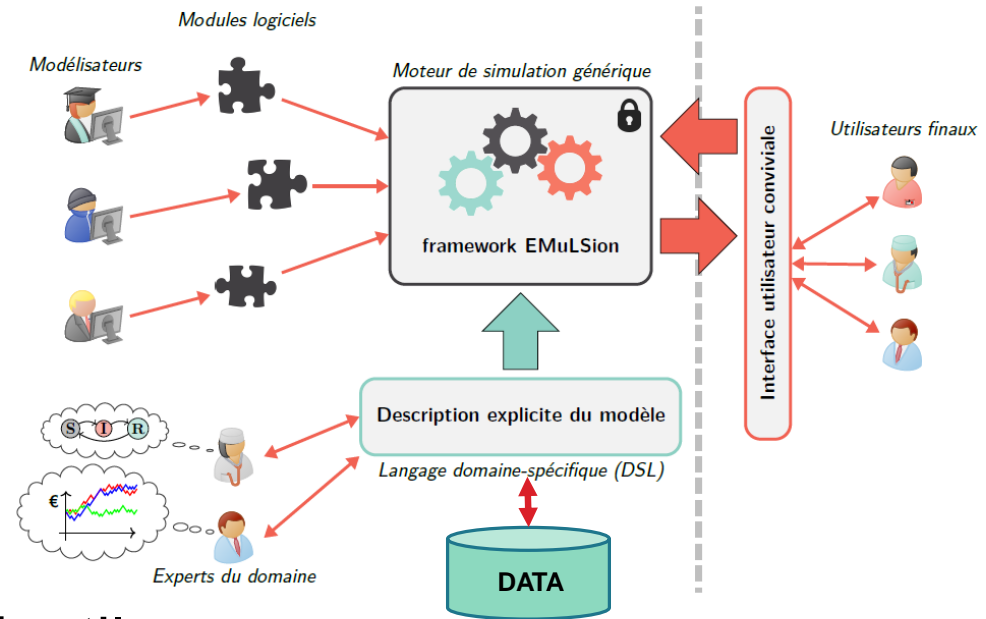 Modules logiciels
Modélisateurs
Moteur de simulation générique
framework EMuLSion
Interface utilisateur conviviale
Utilisateurs finaux
Description explicite du modèle
Langage domaine-spécifique (DSL)
S I R
€
Experts du domaine
DATA